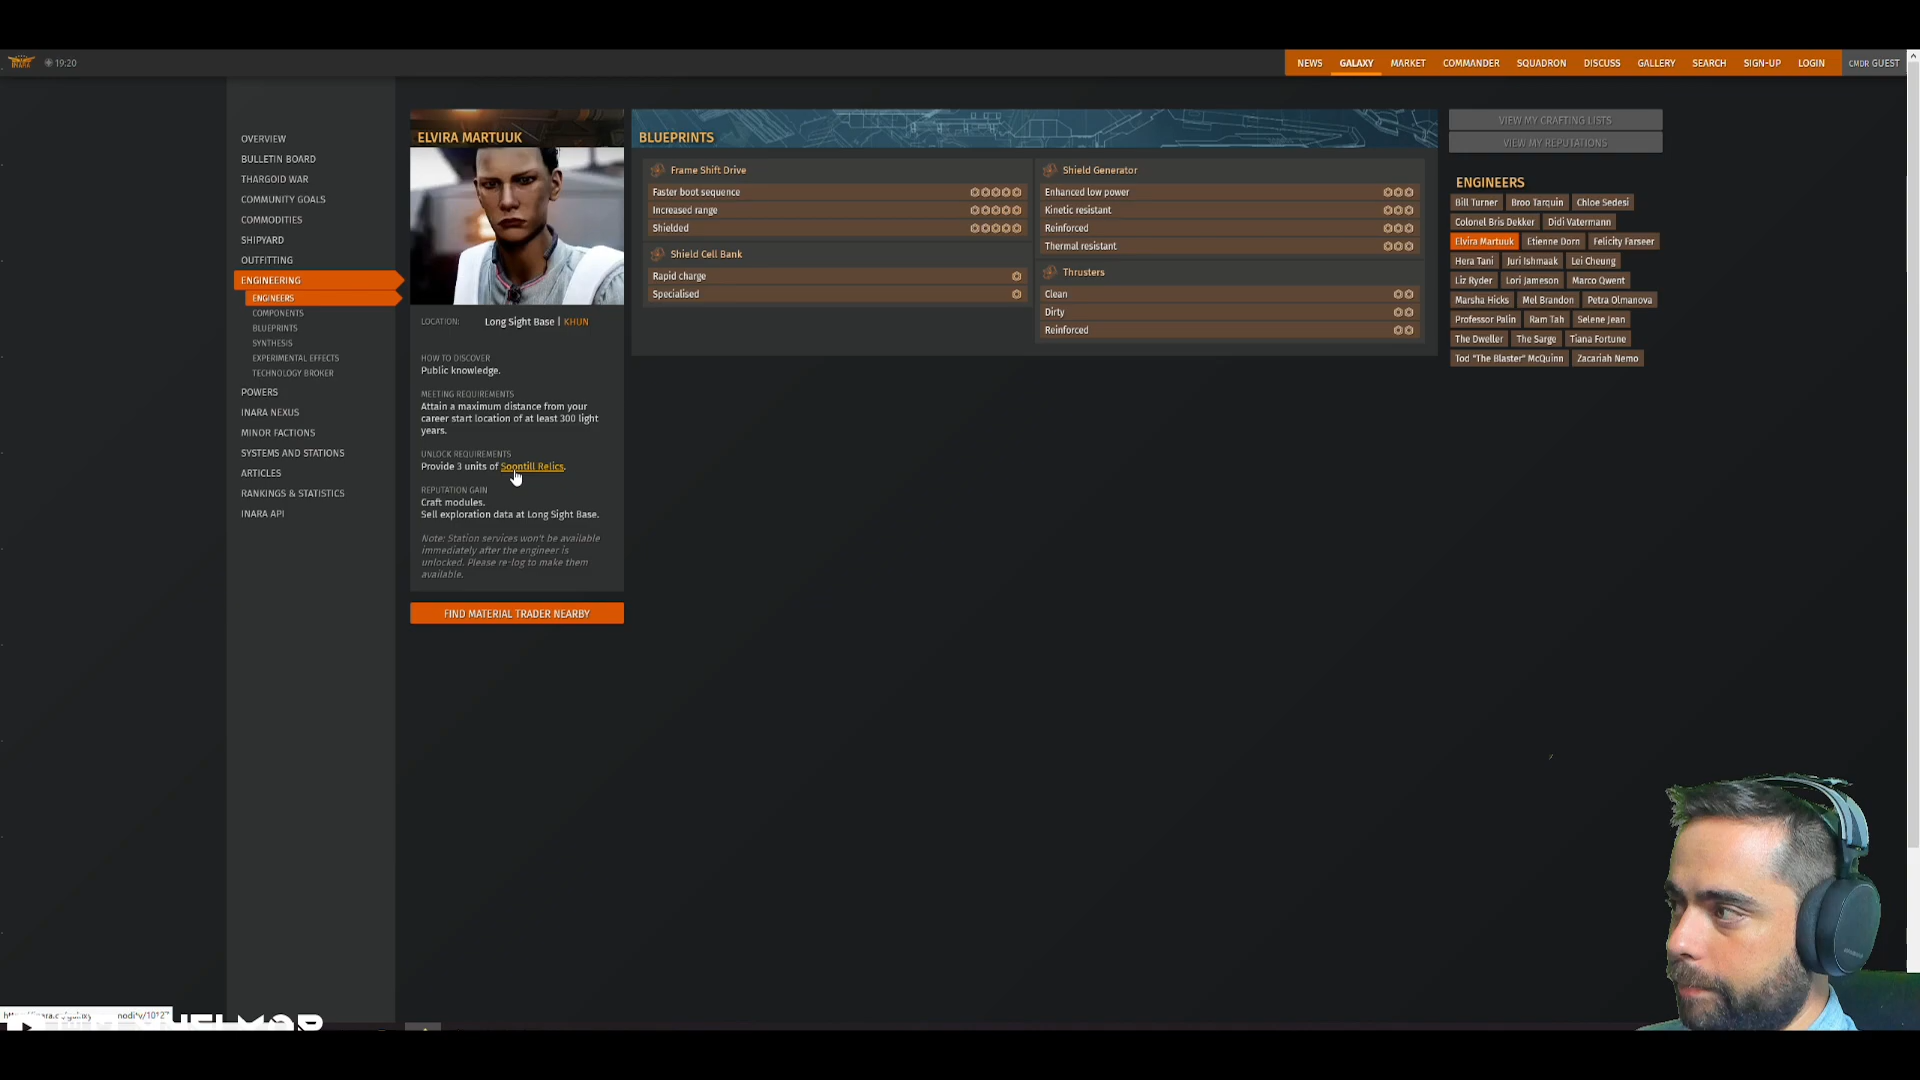 INARA
19:20
NEWS GALAXY MARKET COMMANDER SQUADRON DISCUSS GALLERY SEARCH SIGN-UP LOGIN CMDR GUEST
OVERVIEW
BULLETIN BOARD
THARGOID WAR
COMMUNITY GOALS
COMMODITIES
SHIPYARD
OUTFITTING
ENGINEERING
ENGINEERS
COMPONENTS
BLUEPRINTS
SYNTHESIS
EXPERIMENTAL EFFECTS
TECHNOLOGY BROKER
POWERS
INARA NEXUS
MINOR FACTIONS
SYSTEMS AND STATIONS
ARTICLES
RANKINGS & STATISTICS
INARA API
ELVIRA MARTUUK
LOCATION: Long Sight Base | KHUN
HOW TO DISCOVER
Public knowledge.
MEETING REQUIREMENTS
Attain a maximum distance from your
career start location of at least 300 light
years.
UNLOCK REQUIREMENTS
Provide 3 units of Soontill Relics.
REPUTATION GAIN
Craft modules.
Sell exploration data at Long Sight Base.
Note: Station services won't be available
immediately after the engineer is
unlocked. Please re-log to make them
available.
FIND MATERIAL TRADER NEARBY
BLUEPRINTS
Frame Shift Drive
Faster boot sequence
Increased range
Shielded
Shield Cell Bank
Rapid charge
Specialised
Shield Generator
Enhanced low power
Kinetic resistant
Reinforced
Thermal resistant
Thrusters
Clean
Dirty
Reinforced
VIEW MY CRAFTING LISTS
VIEW MY REPUTATIONS
ENGINEERS
Bill Turner Broo Tarquin Chloe Sedesi
Colonel Bris Dekker Didi Vatermann
Elvira Martuuk Etienne Dorn Felicity Farseer
Hera Tani Juri Ishmaak Lei Cheung
Liz Ryder Lori Jameson Marco Qwent
Marsha Hicks Mel Brandon Petra Olmanova
Professor Palin Ram Tah Selene Jean
The Dweller The Sarge Tiana Fortune
Tod "The Blaster" McQuinn Zacariah Nemo